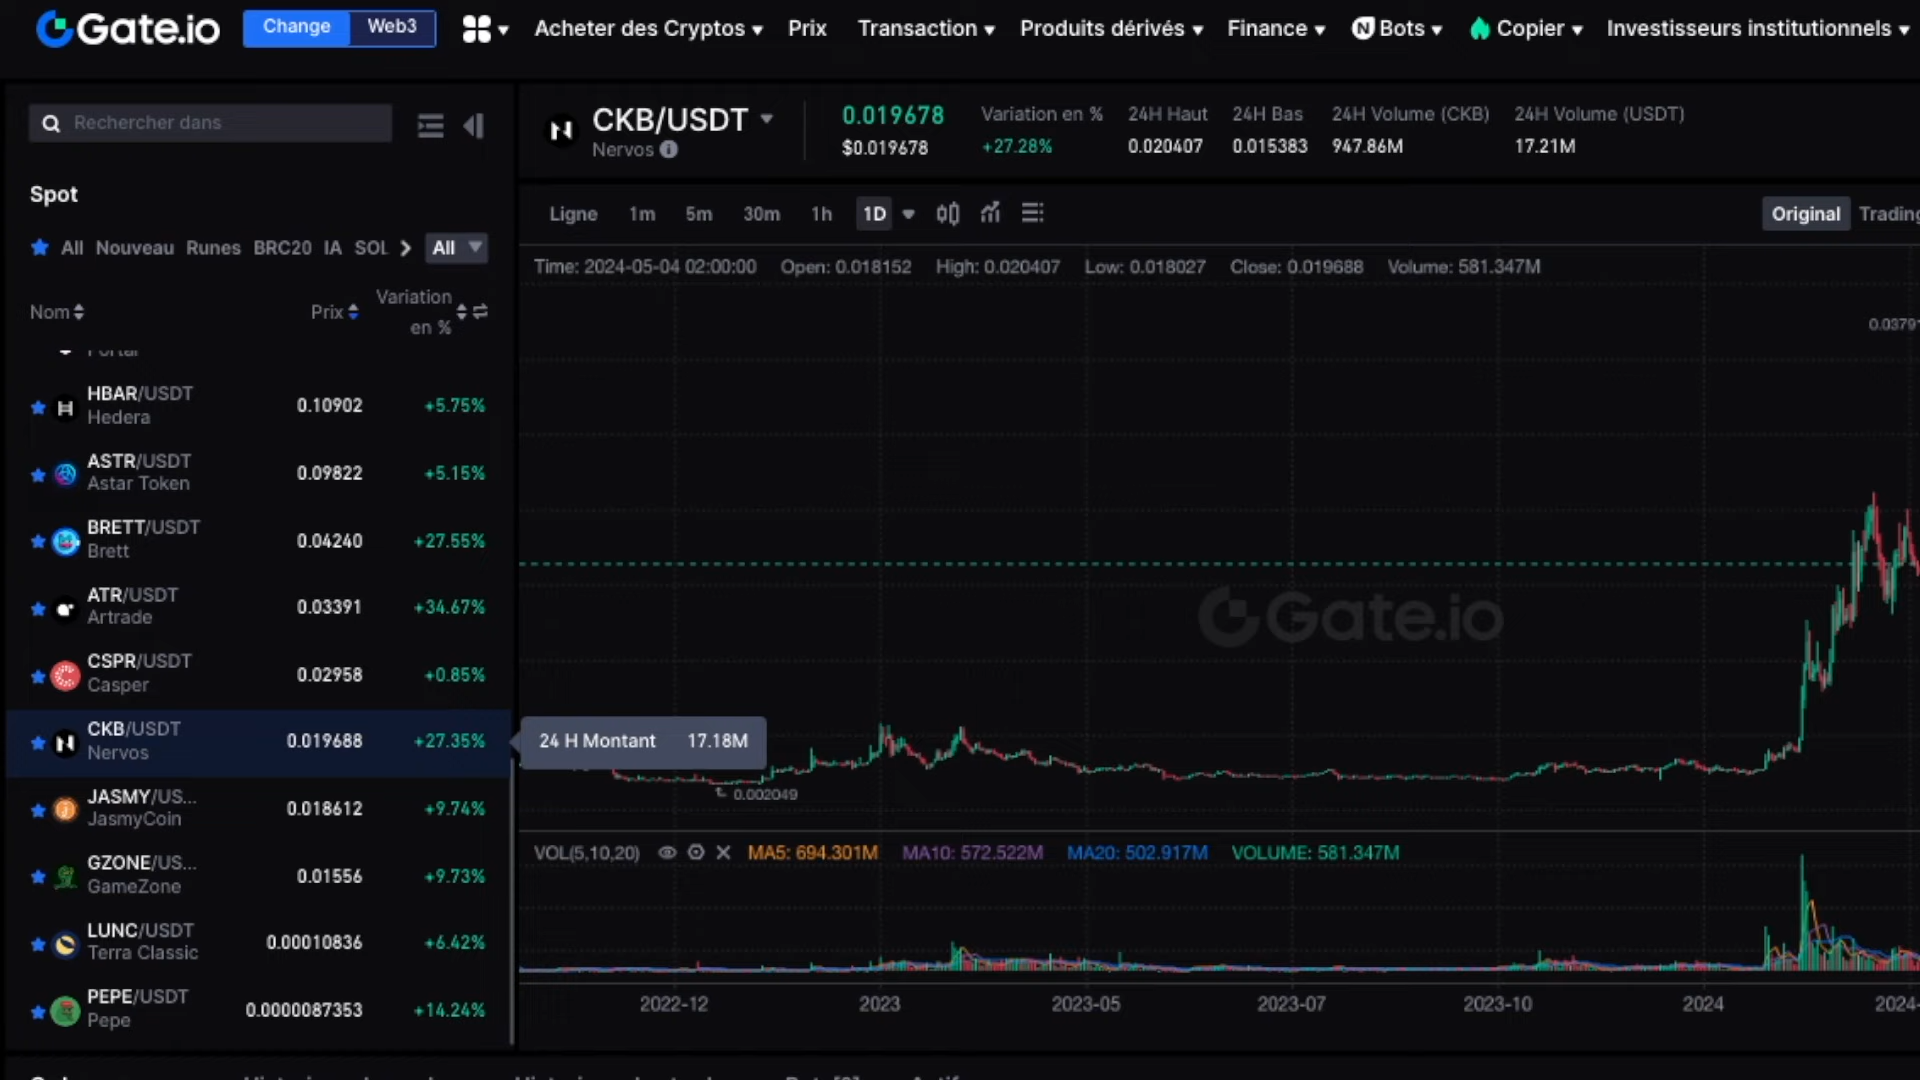 Gate.io Change Web3 Acheter des Cryptos Prix Transaction Produits dérivés Finance Bots Copier Investisseurs institutionnels
Rechercher dans
CKB/USDT
Nervos
0.019678
$0.019678
Variation en %
+27.28%
24H Haut
0.020407
24H Bas
0.015383
24H Volume (CKB)
947.86M
24H Volume (USDT)
17.21M
Spot
All Nouveau Runes BRC20 IA SOL All
Nom Prix Variation en %
Portal
HBAR/USDT 0.10902 +5.75%
Hedera
ASTR/USDT 0.09822 +5.15%
Astar Token
BRETT/USDT 0.04240 +27.55%
Brett
ATR/USDT 0.03391 +34.67%
Artrade
CSPR/USDT 0.02958 +0.85%
Casper
CKB/USDT 0.019688 +27.35%
Nervos
JASMY/US... 0.018612 +9.74%
JasmyCoin
GZONE/US... 0.01556 +9.73%
GameZone
LUNC/USDT 0.00010836 +6.42%
Terra Classic
PEPE/USDT 0.0000087353 +14.24%
Pepe
Ligne 1m 5m 30m 1h 1D Original Trading
Time: 2024-05-04 02:00:00 Open: 0.018152 High: 0.020407 Low: 0.018027 Close: 0.019688 Volume: 581.347M
0.03791
Gate.io
24 H Montant 17.18M
0.002049
VOL(5,10,20) MA5: 694.301M MA10: 572.522M MA20: 502.917M VOLUME: 581.347M
2022-12 2023 2023-05 2023-07 2023-10 2024 2024-